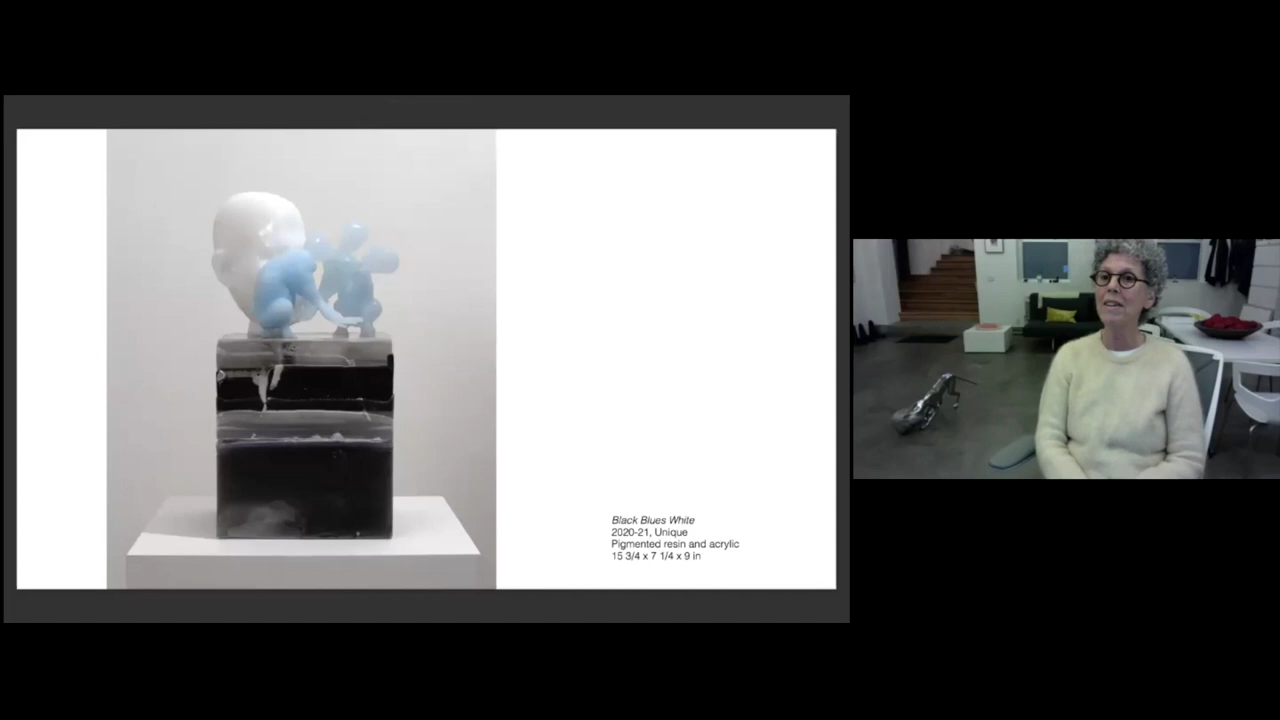 Black Blues White
2020-21, Unique
Pigmented resin and acrylic
15 3/4 x 7 1/4 x 9 in